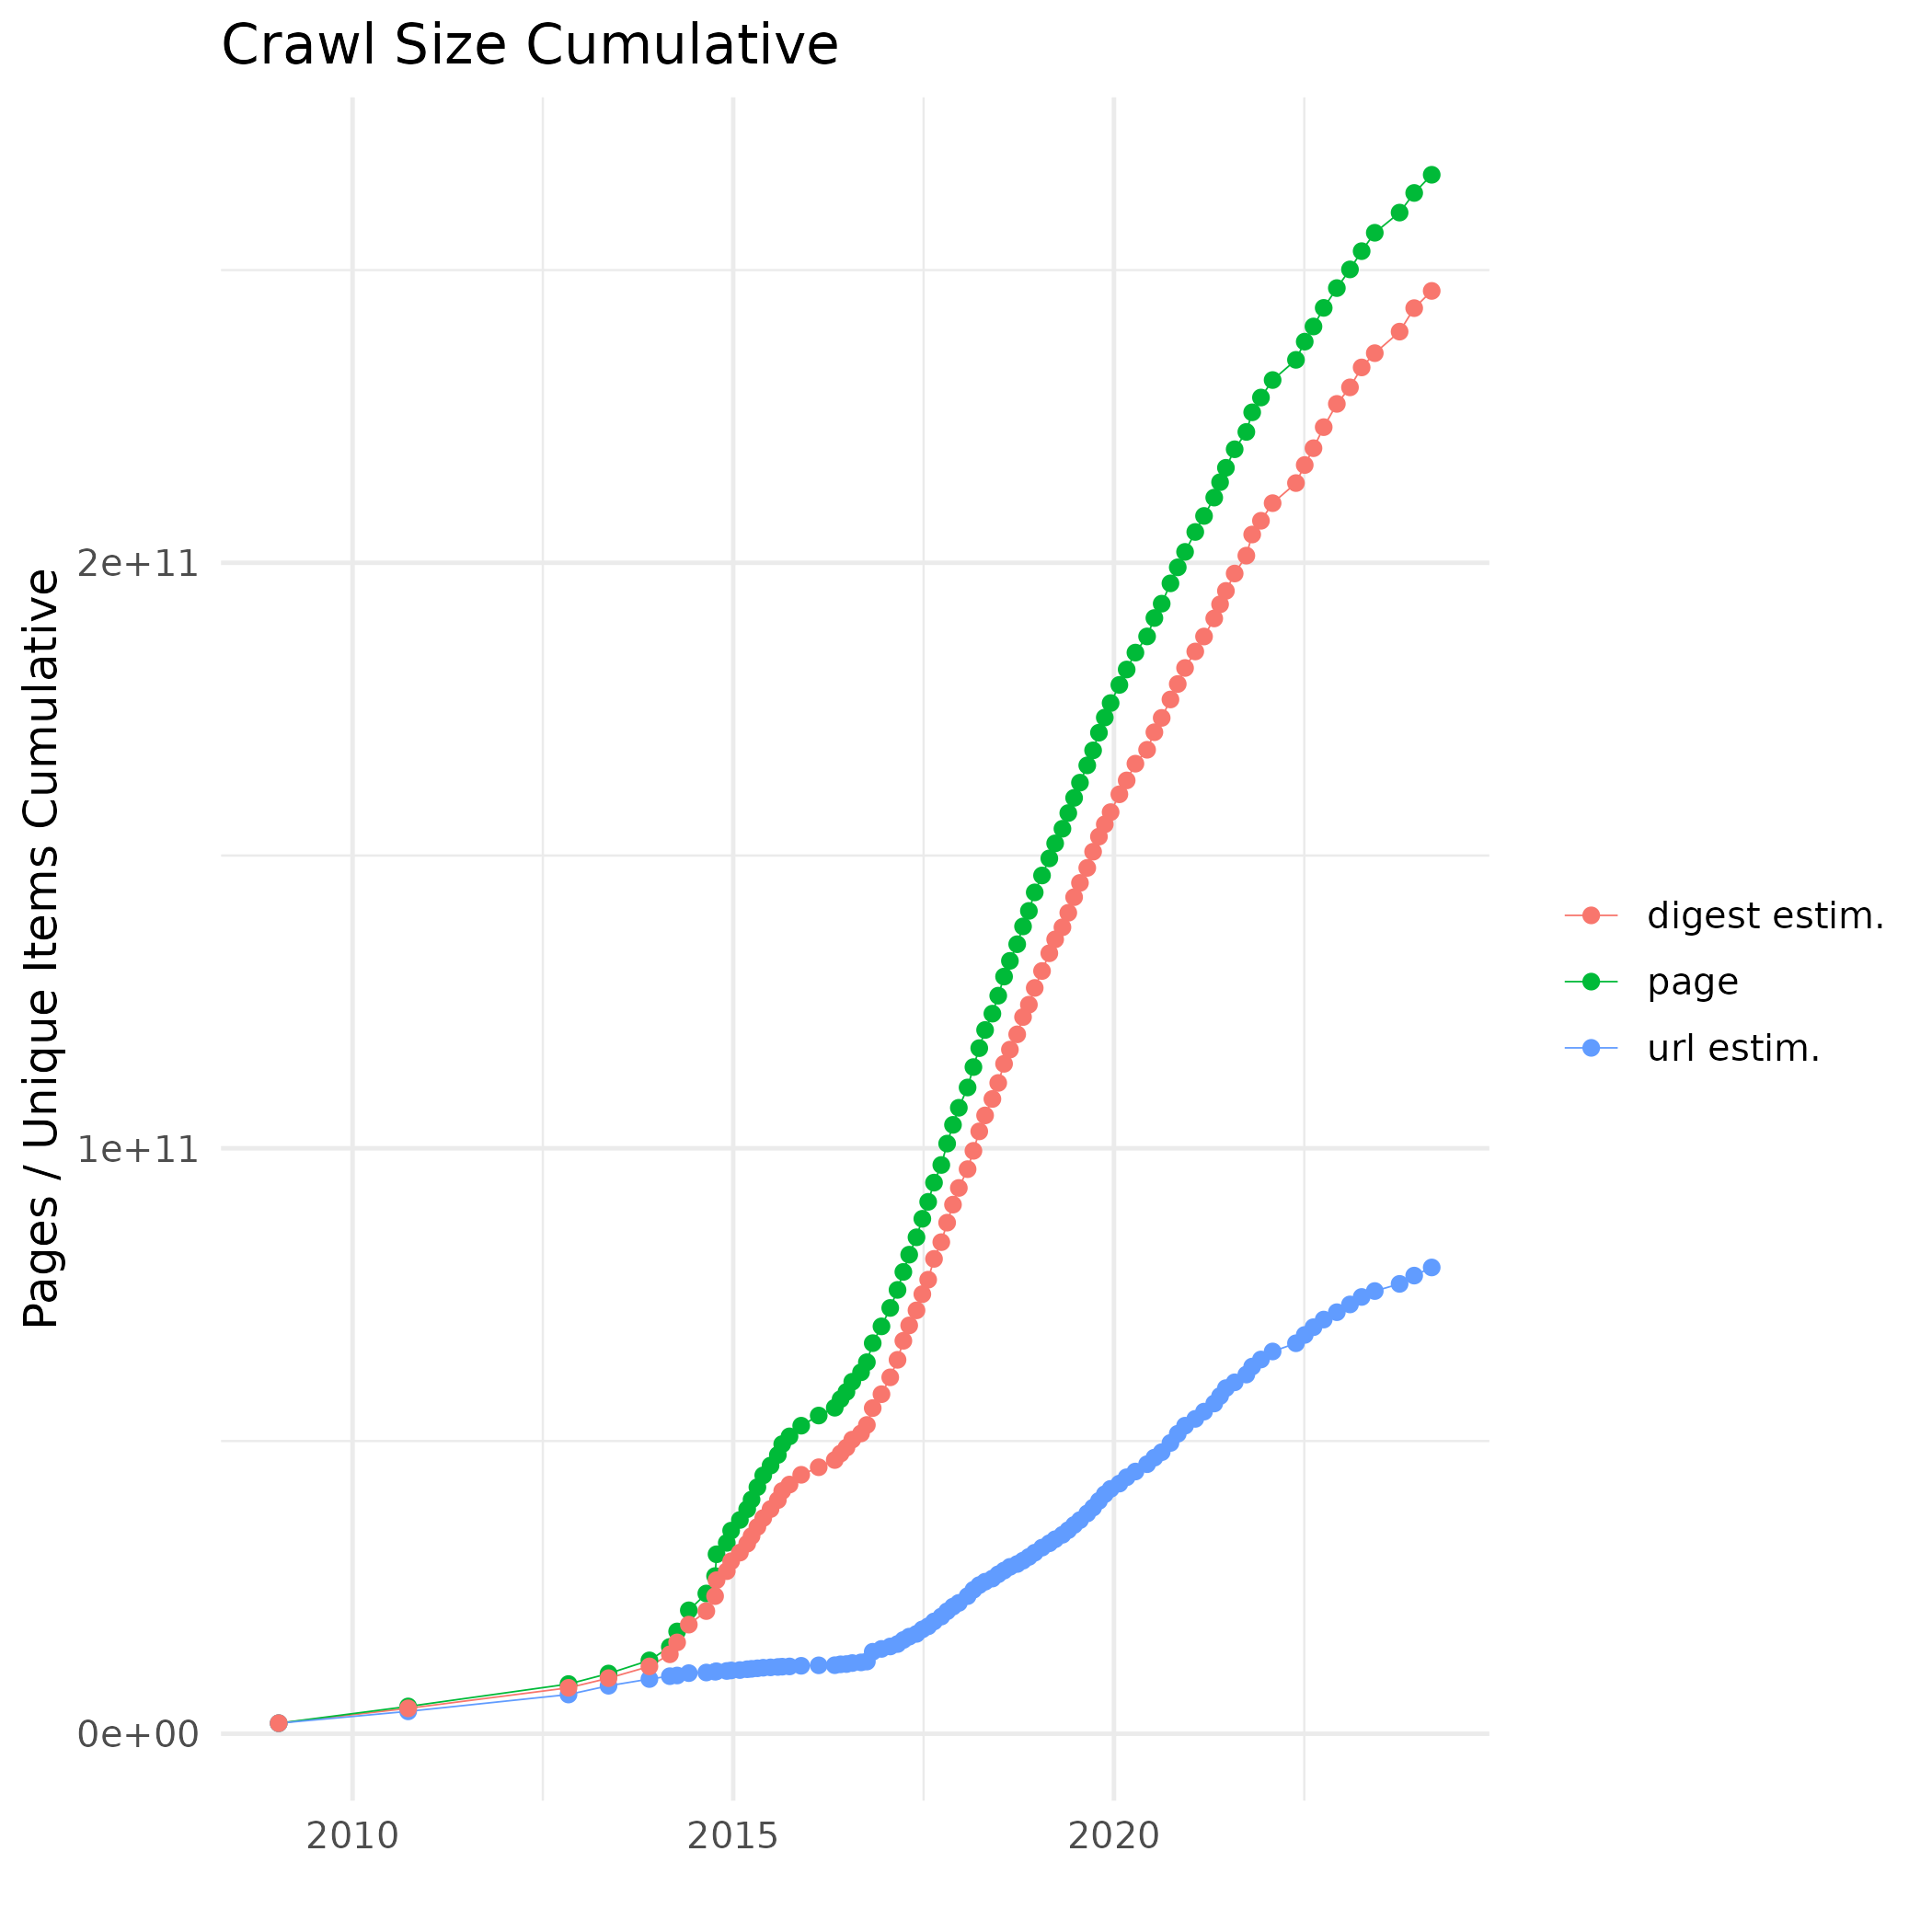 Crawl Size Cumulative
Pages / Unique Items Cumulative
2e+11
1e+11
0e+00
2010
2015
2020
digest estim.
page
url estim.